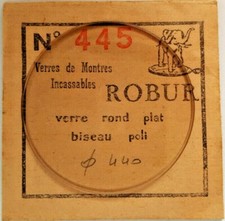 N° 445
Verres de Montres
Incassables
ROBUR
verre rond plat
biseau poli
φ 440